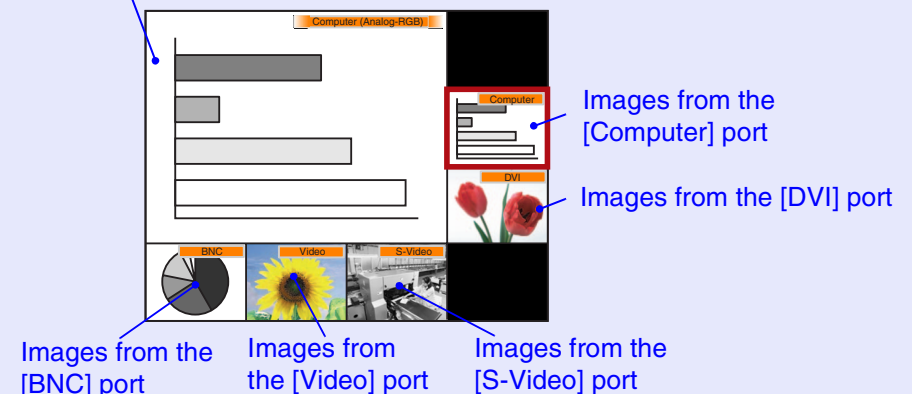 Computer (Analog-RGB)
Computer
Images from the
[Computer] port
DVI
Images from the [DVI] port
BNC
Video
S-Video
Images from the
[BNC] port
Images from
the [Video] port
Images from the
[S-Video] port